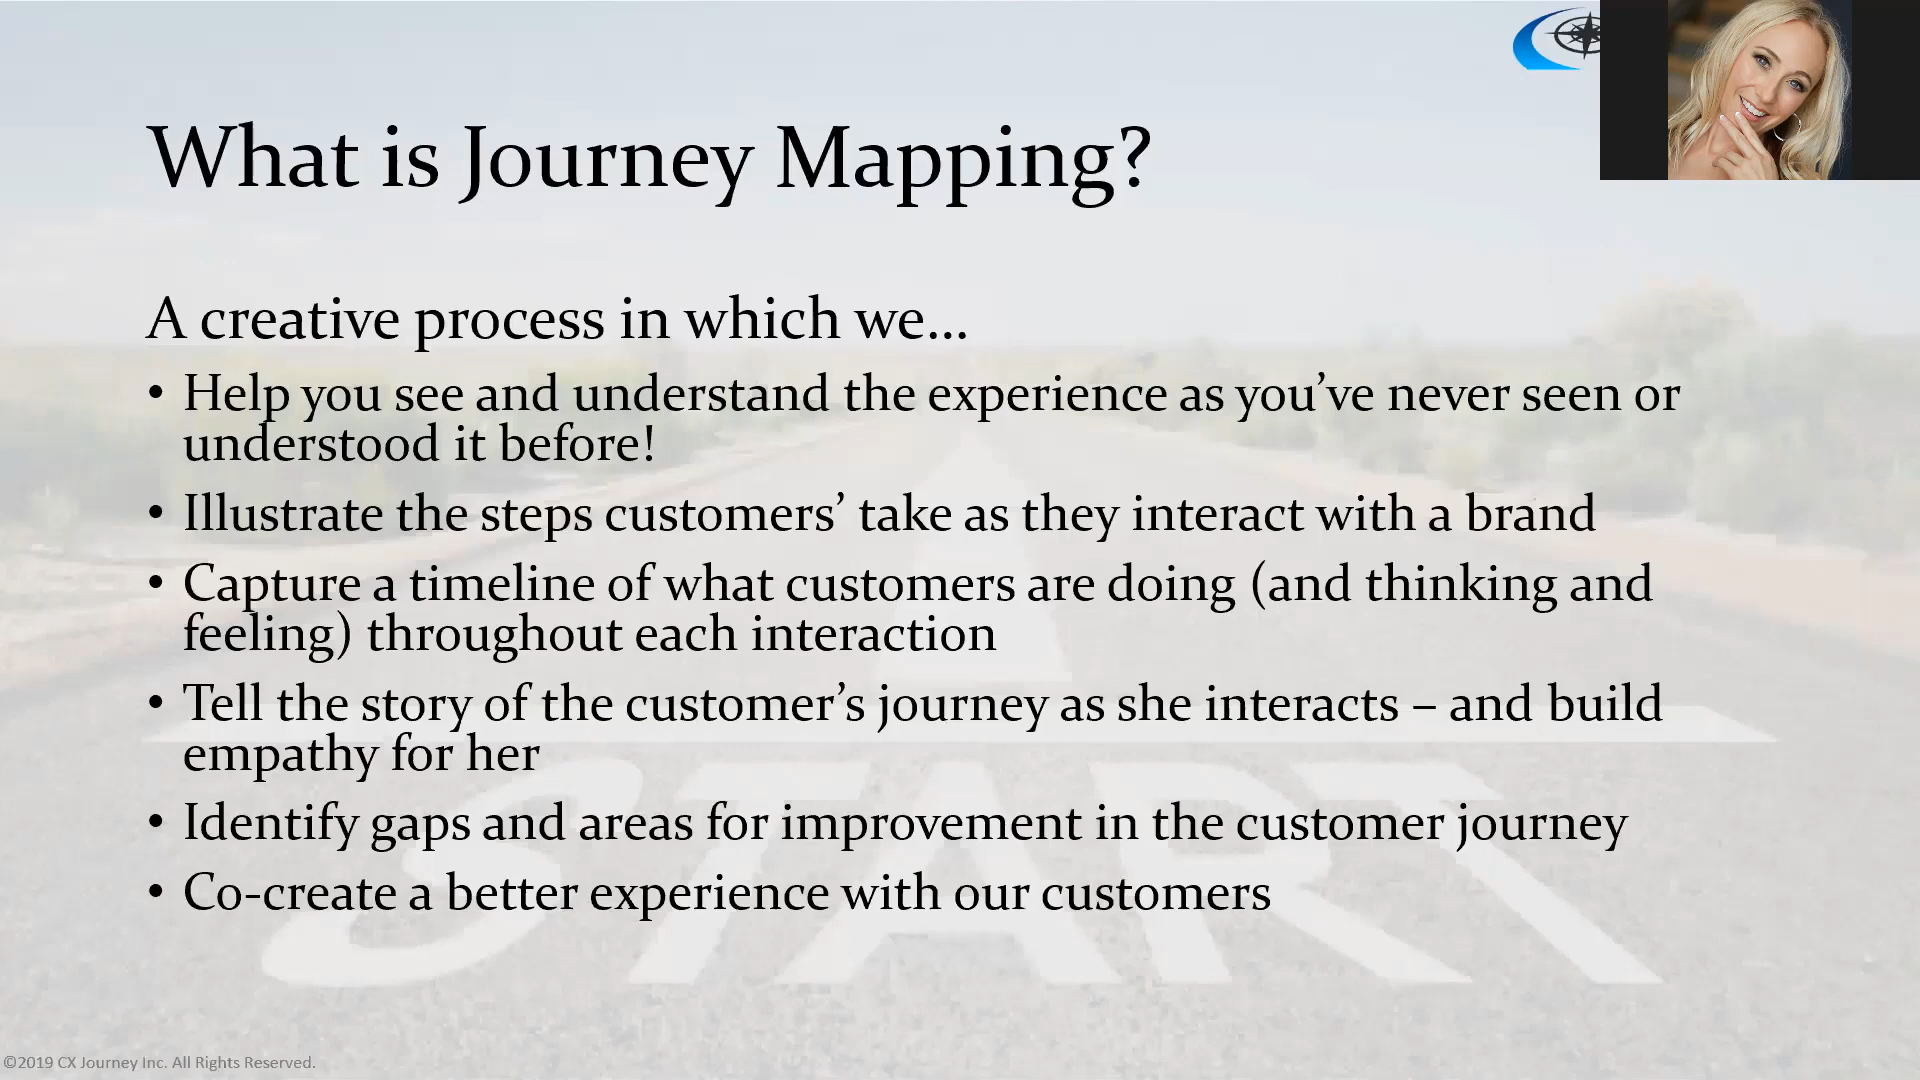 What is Journey Mapping?
A creative process in which we...
• Help you see and understand the experience as you’ve never seen or
understood it before!
• Illustrate the steps customers’ take as they interact with a brand
• Capture a timeline of what customers are doing (and thinking and
feeling) throughout each interaction
• Tell the story of the customer’s journey as she interacts – and build
empathy for her
• Identify gaps and areas for improvement in the customer journey
• Co-create a better experience with our customers
START
©2019 CX Journey Inc. All Rights Reserved.